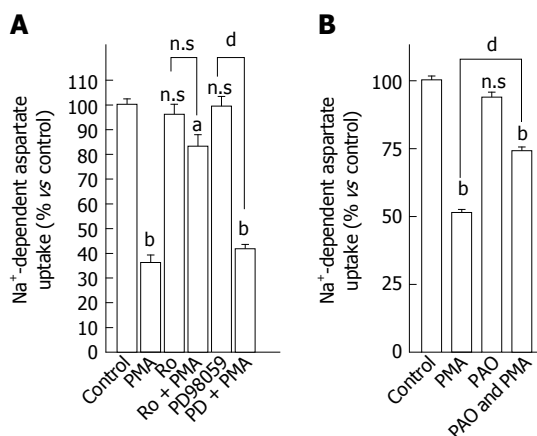 A
Na⁺-dependent aspartate
uptake (% vs control)
110
100
90
80
70
60
50
40
30
20
10
0
b
n.s
a
n.s
b
n.s
d
Control
PMA
Ro
Ro + PMA
PD98059
PD + PMA
B
Na⁺-dependent aspartate
uptake (% vs control)
100
75
50
25
0
b
n.s
b
d
Control
PMA
PAO
PAO and PMA